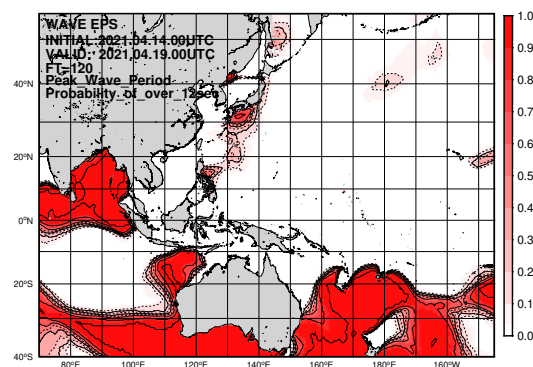 WAVE EPS
INITIAL:2021.04.14.00UTC
VALID: 2021.04.19.00UTC
FT=120
Peak_Wave_Period
Probability_of_over_12sec
1.0
0.9
0.8
0.7
0.6
0.5
0.4
0.3
0.2
0.1
0.0
40°N
20°N
0°N
20°S
40°S
80°E
100°E
120°E
140°E
160°E
180°E
160°W